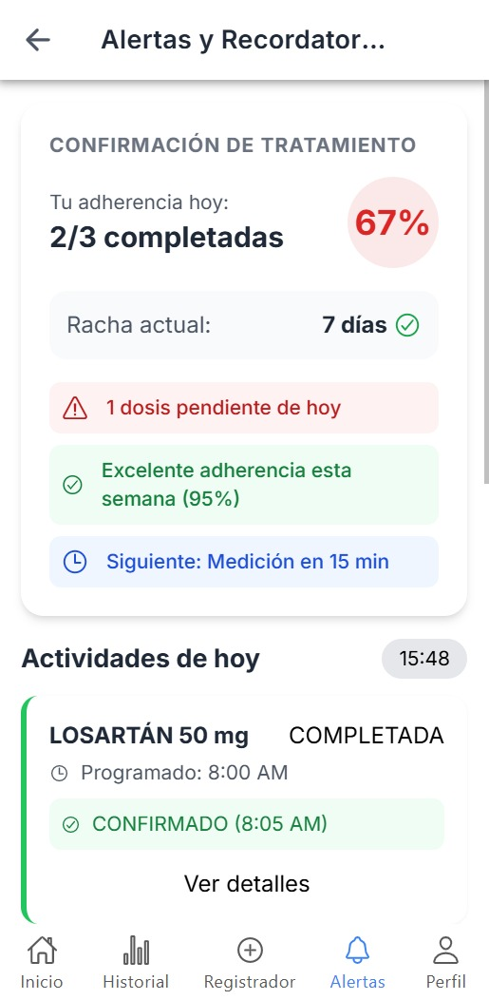 Alertas y Recordator...
CONFIRMACIÓN DE TRATAMIENTO
Tu adherencia hoy:
2/3 completadas
67%
Racha actual:
7 días
1 dosis pendiente de hoy
Excelente adherencia esta
semana (95%)
Siguiente: Medición en 15 min
Actividades de hoy
15:48
LOSARTÁN 50 mg
COMPLETADA
Programado: 8:00 AM
CONFIRMADO (8:05 AM)
Ver detalles
Inicio
Historial
Registrador
Alertas
Perfil